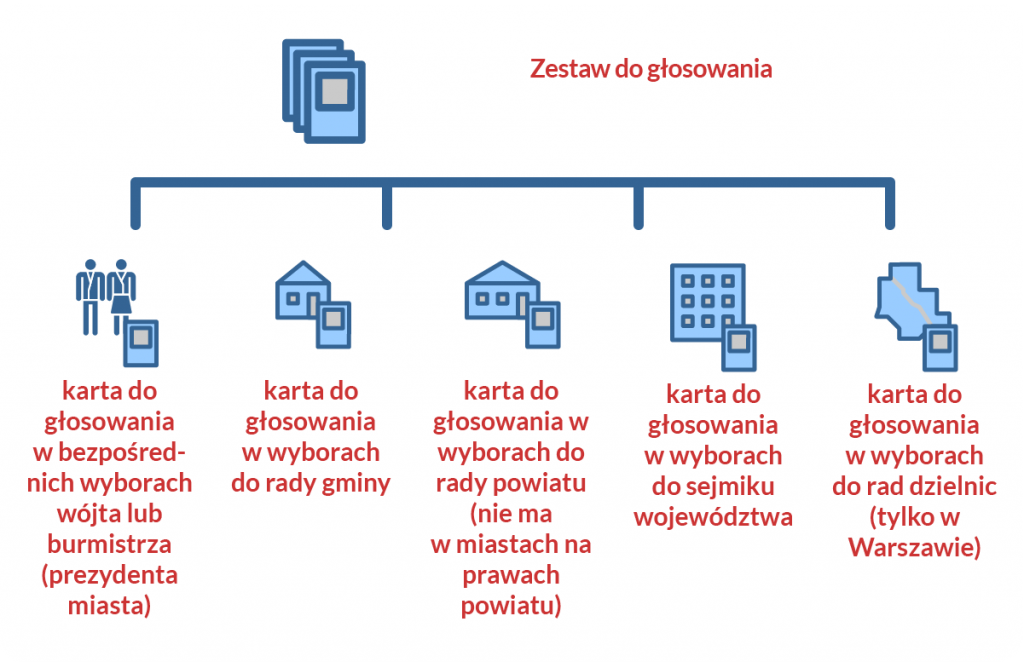 Zestaw do głosowania
karta do
głosowania
w bezpośred-
nich wyborach
wójta lub
burmistrza
(prezydenta
miasta)
karta do
głosowania
w wyborach
do rady gminy
karta do
głosowania w
wyborach do
rady powiatu
(nie ma
w miastach na
prawach
powiatu)
karta do
głosowania
w wyborach
do sejmiku
województwa
karta do
głosowania
w wyborach
do rad dzielnic
(tylko w
Warszawie)